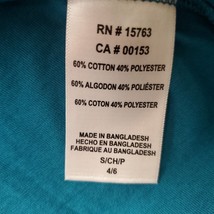 RN # 15763
CA # 00153
60% COTTON 40% POLYESTER
60% ALGODON 40% POLIÉSTER
60% COTON 40% POLYESTER
MADE IN BANGLADESH
HECHO EN BANGLADESH
FABRIQUE AU BANGLADESH
S/CH/P
4/6